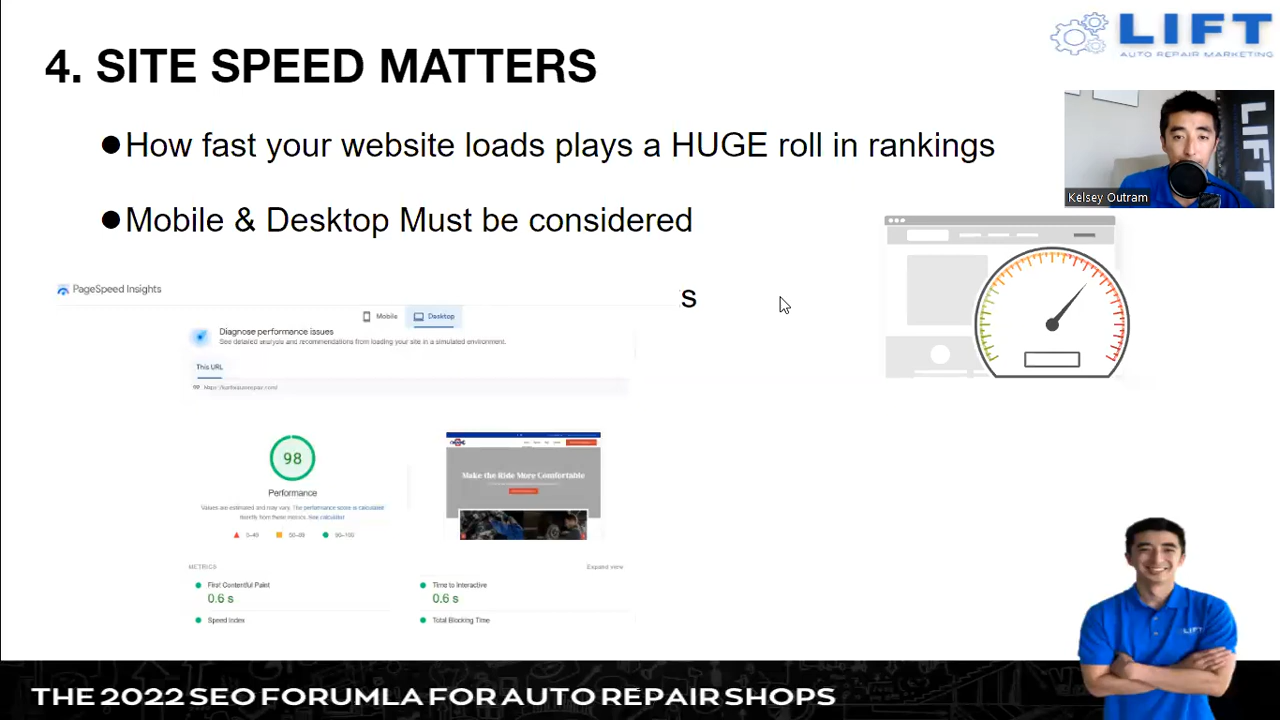 4. SITE SPEED MATTERS
LIFT
AUTO REPAIR MARKETING
●How fast your website loads plays a HUGE roll in rankings
LIFT
Kelsey Outram
●Mobile & Desktop Must be considered
s
PageSpeed Insights
Mobile
Desktop
Diagnose performance issues
See detailed analysis and recommendations from loading your site in a simulated environment.
This URL
98
Performance
Values are estimated and may vary. The performance score is calculated
directly from these metrics. See calculator.
0–49
50–89
90–100
Make the Ride More Comfortable
METRICS
Expand view
First Contentful Paint
0.6 s
Time to Interactive
0.6 s
Speed Index
Total Blocking Time
LIFT
THE 2022 SEO FORUMLA FOR AUTO REPAIR SHOPS